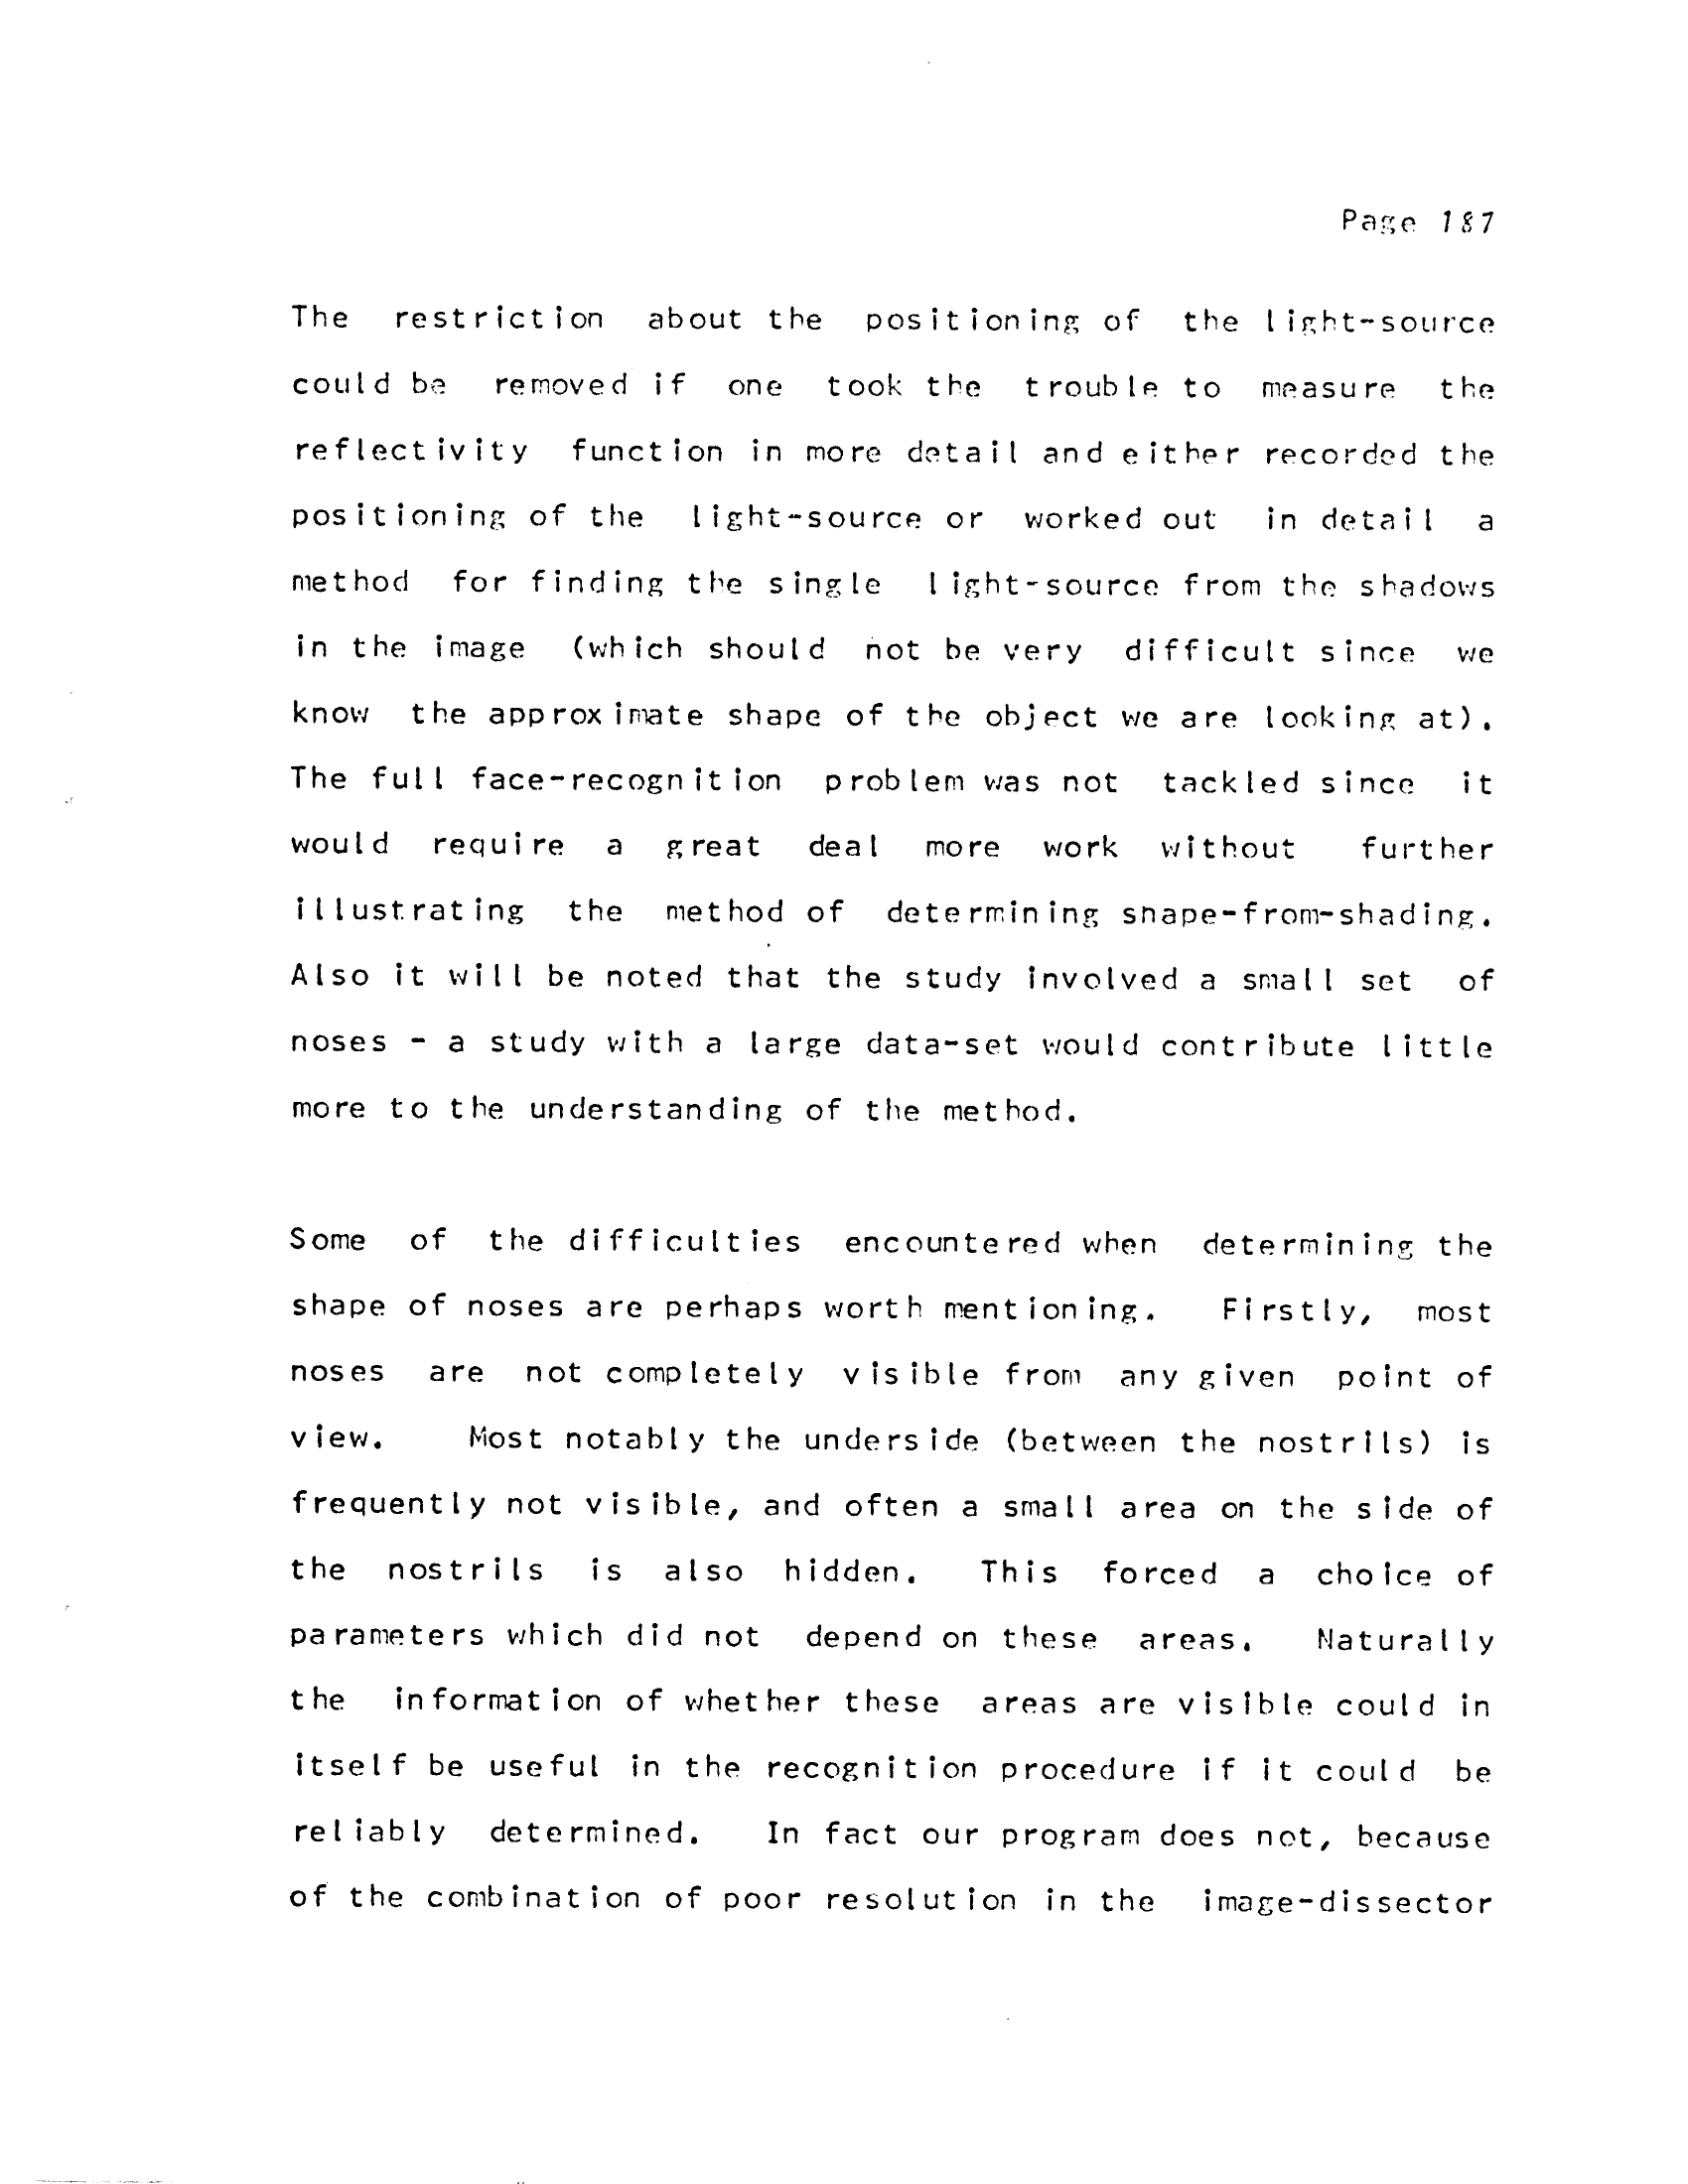 Page 187
The restriction about the positioning of the light-source
could be removed if one took the trouble to measure the
reflectivity function in more detail and either recorded the
positioning of the light-source or worked out in detail a
method for finding the single light-source from the shadows
in the image (which should not be very difficult since we
know the approximate shape of the object we are looking at).
The full face-recognition problem was not tackled since it
would require a great deal more work without further
illustrating the method of determining shape-from-shading.
Also it will be noted that the study involved a small set of
noses - a study with a large data-set would contribute little
more to the understanding of the method.
Some of the difficulties encountered when determining the
shape of noses are perhaps worth mentioning. Firstly, most
noses are not completely visible from any given point of
view. Most notably the underside (between the nostrils) is
frequently not visible, and often a small area on the side of
the nostrils is also hidden. This forced a choice of
parameters which did not depend on these areas. Naturally
the information of whether these areas are visible could in
itself be useful in the recognition procedure if it could be
reliably determined. In fact our program does not, because
of the combination of poor resolution in the image-dissector